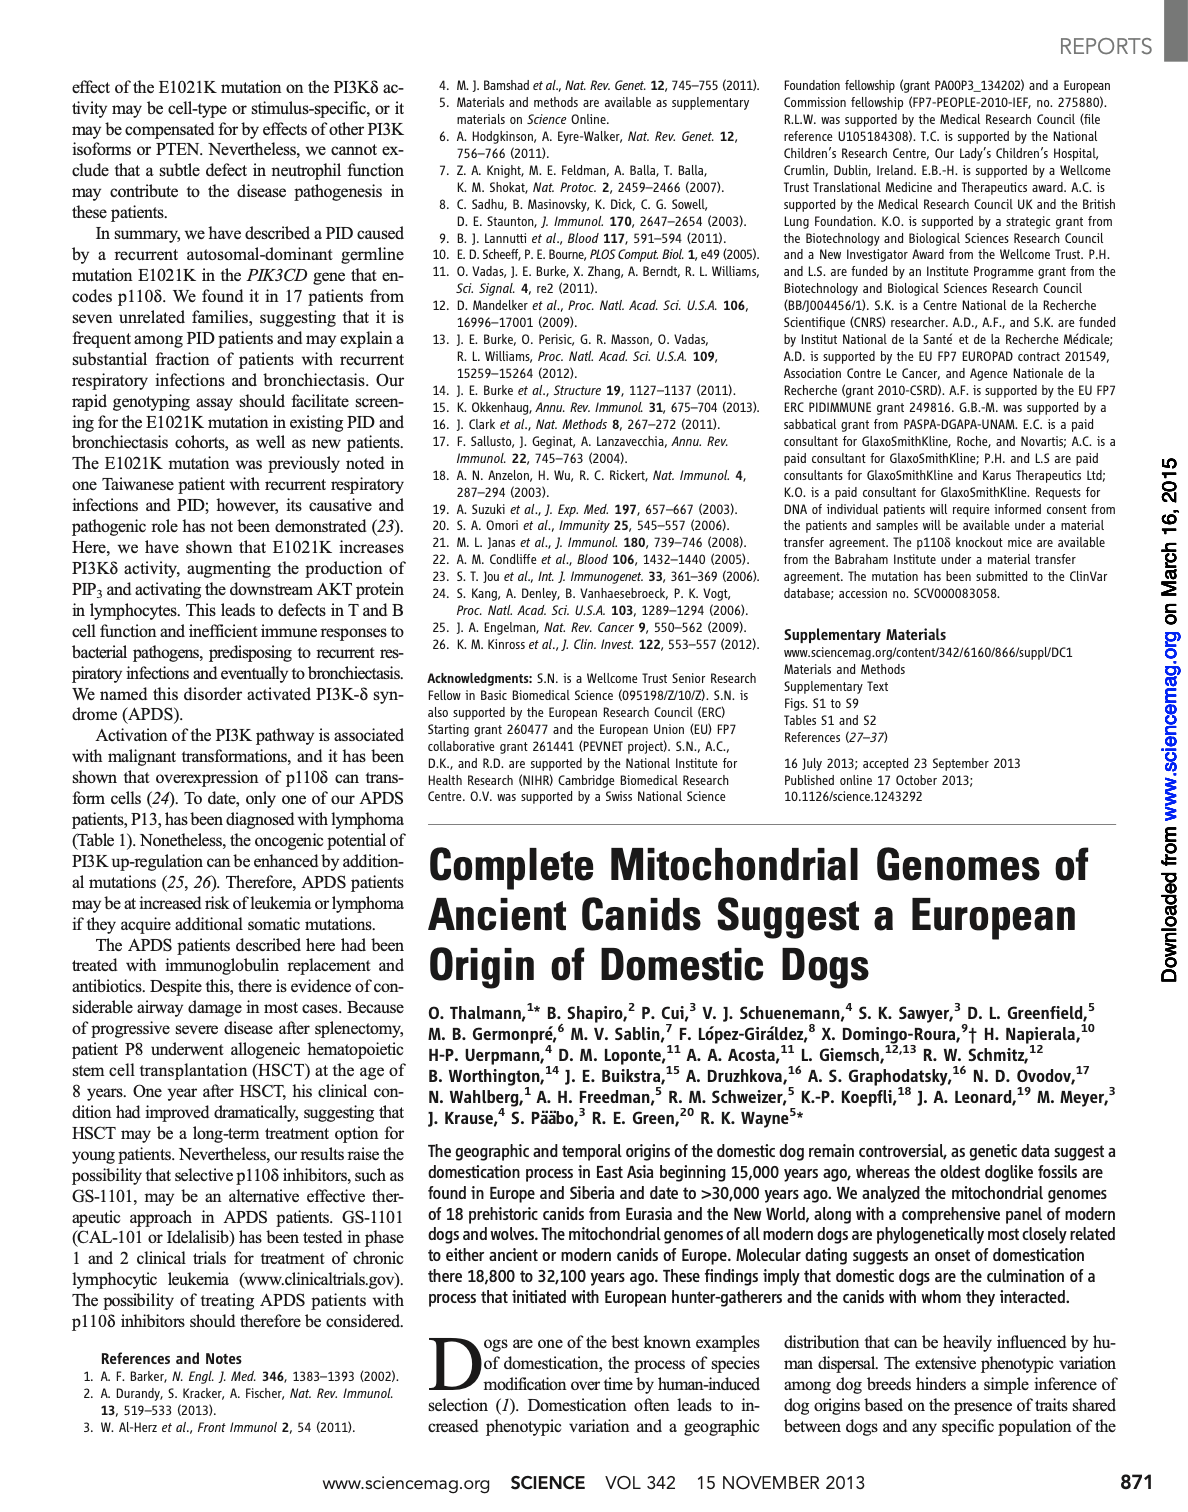 REPORTS
effect of the E1021K mutation on the PI3Kδ ac-
tivity may be cell-type or stimulus-specific, or it
may be compensated for by effects of other PI3K
isoforms or PTEN. Nevertheless, we cannot ex-
clude that a subtle defect in neutrophil function
may contribute to the disease pathogenesis in
these patients.
In summary, we have described a PID caused
by a recurrent autosomal-dominant germline
mutation E1021K in the PIK3CD gene that en-
codes p110δ. We found it in 17 patients from
seven unrelated families, suggesting that it is
frequent among PID patients and may explain a
substantial fraction of patients with recurrent
respiratory infections and bronchiectasis. Our
rapid genotyping assay should facilitate screen-
ing for the E1021K mutation in existing PID and
bronchiectasis cohorts, as well as new patients.
The E1021K mutation was previously noted in
one Taiwanese patient with recurrent respiratory
infections and PID; however, its causative and
pathogenic role has not been demonstrated (23).
Here, we have shown that E1021K increases
PI3Kδ activity, augmenting the production of
PIP3 and activating the downstream AKT protein
in lymphocytes. This leads to defects in T and B
cell function and inefficient immune responses to
bacterial pathogens, predisposing to recurrent res-
piratory infections and eventually to bronchiectasis.
We named this disorder activated PI3K-δ syn-
drome (APDS).
Activation of the PI3K pathway is associated
with malignant transformations, and it has been
shown that overexpression of p110δ can trans-
form cells (24). To date, only one of our APDS
patients, P13, has been diagnosed with lymphoma
(Table 1). Nonetheless, the oncogenic potential of
PI3K up-regulation can be enhanced by addition-
al mutations (25, 26). Therefore, APDS patients
may be at increased risk of leukemia or lymphoma
if they acquire additional somatic mutations.
The APDS patients described here had been
treated with immunoglobulin replacement and
antibiotics. Despite this, there is evidence of con-
siderable airway damage in most cases. Because
of progressive severe disease after splenectomy,
patient P8 underwent allogeneic hematopoietic
stem cell transplantation (HSCT) at the age of
8 years. One year after HSCT, his clinical con-
dition had improved dramatically, suggesting that
HSCT may be a long-term treatment option for
young patients. Nevertheless, our results raise the
possibility that selective p110δ inhibitors, such as
GS-1101, may be an alternative effective ther-
apeutic approach in APDS patients. GS-1101
(CAL-101 or Idelalisib) has been tested in phase
1 and 2 clinical trials for treatment of chronic
lymphocytic leukemia (www.clinicaltrials.gov).
The possibility of treating APDS patients with
p110δ inhibitors should therefore be considered.
References and Notes
1. A. F. Barker, N. Engl. J. Med. 346, 1383–1393 (2002).
2. A. Durandy, S. Kracker, A. Fischer, Nat. Rev. Immunol.
13, 519–533 (2013).
3. W. Al-Herz et al., Front Immunol 2, 54 (2011).
4. M. J. Bamshad et al., Nat. Rev. Genet. 12, 745–755 (2011).
5. Materials and methods are available as supplementary
materials on Science Online.
6. A. Hodgkinson, A. Eyre-Walker, Nat. Rev. Genet. 12,
756–766 (2011).
7. Z. A. Knight, M. E. Feldman, A. Balla, T. Balla,
K. M. Shokat, Nat. Protoc. 2, 2459–2466 (2007).
8. C. Sadhu, B. Masinovsky, K. Dick, C. G. Sowell,
D. E. Staunton, J. Immunol. 170, 2647–2654 (2003).
9. B. J. Lannutti et al., Blood 117, 591–594 (2011).
10. E. D. Scheeff, P. E. Bourne, PLOS Comput. Biol. 1, e49 (2005).
11. O. Vadas, J. E. Burke, X. Zhang, A. Berndt, R. L. Williams,
Sci. Signal. 4, re2 (2011).
12. D. Mandelker et al., Proc. Natl. Acad. Sci. U.S.A. 106,
16996–17001 (2009).
13. J. E. Burke, O. Perisic, G. R. Masson, O. Vadas,
R. L. Williams, Proc. Natl. Acad. Sci. U.S.A. 109,
15259–15264 (2012).
14. J. E. Burke et al., Structure 19, 1127–1137 (2011).
15. K. Okkenhaug, Annu. Rev. Immunol. 31, 675–704 (2013).
16. J. Clark et al., Nat. Methods 8, 267–272 (2011).
17. F. Sallusto, J. Geginat, A. Lanzavecchia, Annu. Rev.
Immunol. 22, 745–763 (2004).
18. A. N. Anzelon, H. Wu, R. C. Rickert, Nat. Immunol. 4,
287–294 (2003).
19. A. Suzuki et al., J. Exp. Med. 197, 657–667 (2003).
20. S. A. Omori et al., Immunity 25, 545–557 (2006).
21. M. L. Janas et al., J. Immunol. 180, 739–746 (2008).
22. A. M. Condliffe et al., Blood 106, 1432–1440 (2005).
23. S. T. Jou et al., Int. J. Immunogenet. 33, 361–369 (2006).
24. S. Kang, A. Denley, B. Vanhaesebroeck, P. K. Vogt,
Proc. Natl. Acad. Sci. U.S.A. 103, 1289–1294 (2006).
25. J. A. Engelman, Nat. Rev. Cancer 9, 550–562 (2009).
26. K. M. Kinross et al., J. Clin. Invest. 122, 553–557 (2012).
Acknowledgments: S.N. is a Wellcome Trust Senior Research
Fellow in Basic Biomedical Science (095198/Z/10/Z). S.N. is
also supported by the European Research Council (ERC)
Starting grant 260477 and the European Union (EU) FP7
collaborative grant 261441 (PEVNET project). S.N., A.C.,
D.K., and R.D. are supported by the National Institute for
Health Research (NIHR) Cambridge Biomedical Research
Centre. O.V. was supported by a Swiss National Science
Foundation fellowship (grant PA00P3_134202) and a European
Commission fellowship (FP7-PEOPLE-2010-IEF, no. 275880).
R.L.W. was supported by the Medical Research Council (file
reference U105184308). T.C. is supported by the National
Children’s Research Centre, Our Lady’s Children’s Hospital,
Crumlin, Dublin, Ireland. E.B.-H. is supported by a Wellcome
Trust Translational Medicine and Therapeutics award. A.C. is
supported by the Medical Research Council UK and the British
Lung Foundation. K.O. is supported by a strategic grant from
the Biotechnology and Biological Sciences Research Council
and a New Investigator Award from the Wellcome Trust. P.H.
and L.S. are funded by an Institute Programme grant from the
Biotechnology and Biological Sciences Research Council
(BB/J004456/1). S.K. is a Centre National de la Recherche
Scientifique (CNRS) researcher. A.D., A.F., and S.K. are funded
by Institut National de la Santé et de la Recherche Médicale;
A.D. is supported by the EU FP7 EUROPAD contract 201549,
Association Contre Le Cancer, and Agence Nationale de la
Recherche (grant 2010-CSRD). A.F. is supported by the EU FP7
ERC PIDIMMUNE grant 249816. G.B.-M. was supported by a
sabbatical grant from PASPA-DGAPA-UNAM. E.C. is a paid
consultant for GlaxoSmithKline, Roche, and Novartis; A.C. is a
paid consultant for GlaxoSmithKline; P.H. and L.S are paid
consultants for GlaxoSmithKline and Karus Therapeutics Ltd;
K.O. is a paid consultant for GlaxoSmithKline. Requests for
DNA of individual patients will require informed consent from
the patients and samples will be available under a material
transfer agreement. The p110δ knockout mice are available
from the Babraham Institute under a material transfer
agreement. The mutation has been submitted to the ClinVar
database; accession no. SCV000083058.
Supplementary Materials
www.sciencemag.org/content/342/6160/866/suppl/DC1
Materials and Methods
Supplementary Text
Figs. S1 to S9
Tables S1 and S2
References (27–37)
16 July 2013; accepted 23 September 2013
Published online 17 October 2013;
10.1126/science.1243292
Complete Mitochondrial Genomes of
Ancient Canids Suggest a European
Origin of Domestic Dogs
O. Thalmann,1* B. Shapiro,2 P. Cui,3 V. J. Schuenemann,4 S. K. Sawyer,3 D. L. Greenfield,5
M. B. Germonpré,6 M. V. Sablin,7 F. López-Giráldez,8 X. Domingo-Roura,9† H. Napierala,10
H-P. Uerpmann,4 D. M. Loponte,11 A. A. Acosta,11 L. Giemsch,12,13 R. W. Schmitz,12
B. Worthington,14 J. E. Buikstra,15 A. Druzhkova,16 A. S. Graphodatsky,16 N. D. Ovodov,17
N. Wahlberg,1 A. H. Freedman,5 R. M. Schweizer,5 K.-P. Koepfli,18 J. A. Leonard,19 M. Meyer,3
J. Krause,4 S. Pääbo,3 R. E. Green,20 R. K. Wayne5*
The geographic and temporal origins of the domestic dog remain controversial, as genetic data suggest a
domestication process in East Asia beginning 15,000 years ago, whereas the oldest doglike fossils are
found in Europe and Siberia and date to >30,000 years ago. We analyzed the mitochondrial genomes
of 18 prehistoric canids from Eurasia and the New World, along with a comprehensive panel of modern
dogs and wolves. The mitochondrial genomes of all modern dogs are phylogenetically most closely related
to either ancient or modern canids of Europe. Molecular dating suggests an onset of domestication
there 18,800 to 32,100 years ago. These findings imply that domestic dogs are the culmination of a
process that initiated with European hunter-gatherers and the canids with whom they interacted.
Dogs are one of the best known examples
of domestication, the process of species
modification over time by human-induced
selection (1). Domestication often leads to in-
creased phenotypic variation and a geographic
distribution that can be heavily influenced by hu-
man dispersal. The extensive phenotypic variation
among dog breeds hinders a simple inference of
dog origins based on the presence of traits shared
between dogs and any specific population of the
www.sciencemag.org SCIENCE VOL 342 15 NOVEMBER 2013 871
Downloaded from www.sciencemag.org on March 16, 2015